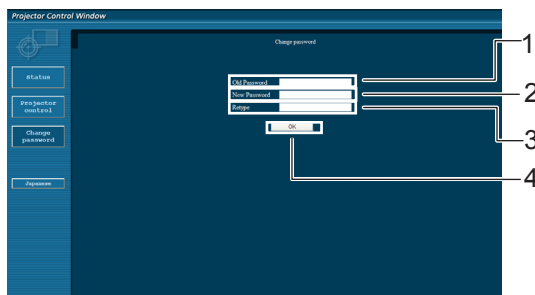 Projector Control Window
Change password
Status
Projector
control
Change
password
Japanese
Old Password
New Password
Retype
OK
1
2
3
4